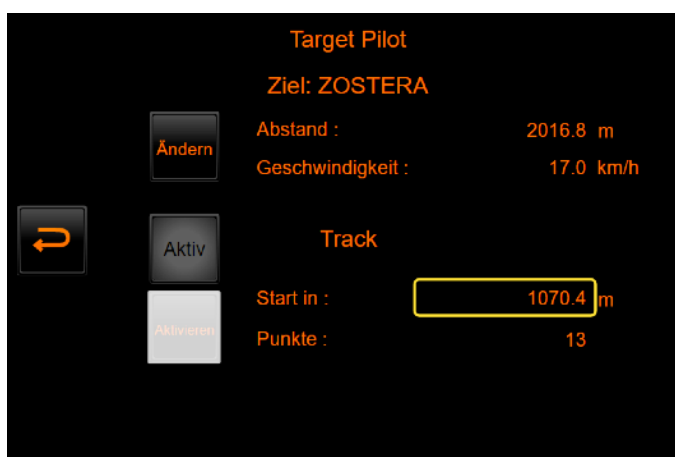 Target Pilot
Ziel: ZOSTERA
Ändern
Abstand : 2016.8 m
Geschwindigkeit : 17.0 km/h
Aktiv
Track
Aktivieren
Start in : 1070.4 m
Punkte : 13